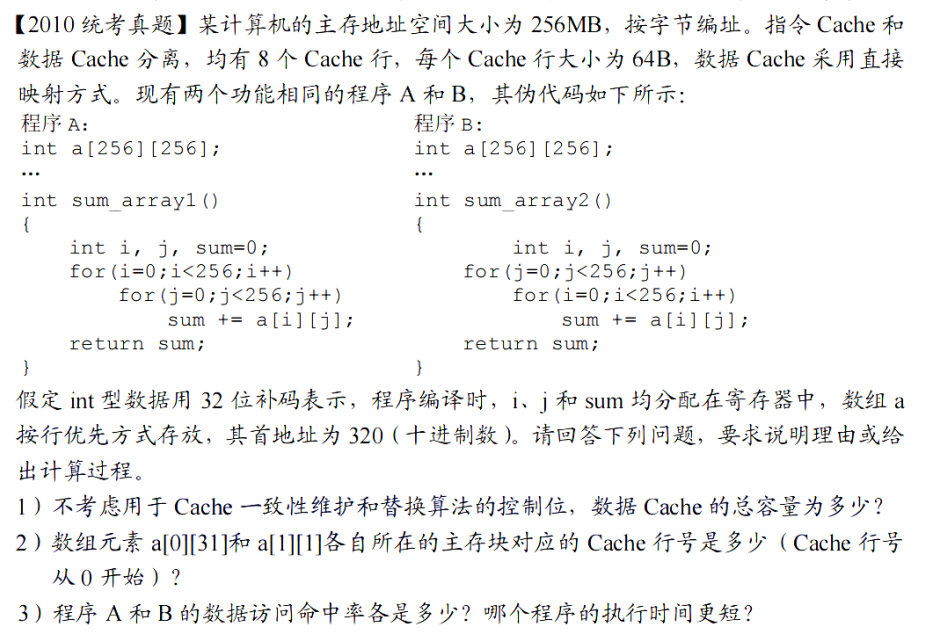 【2010 统考真题】某计算机的主存地址空间大小为 256MB，按字节编址。指令 Cache 和
数据 Cache 分离，均有 8 个 Cache 行，每个 Cache 行大小为 64B，数据 Cache 采用直接
映射方式。现有两个功能相同的程序 A 和 B，其伪代码如下所示：
程序 A：
int a[256][256];
…
int sum_array1()
{
int i, j, sum=0;
for(i=0;i<256;i++)
for(j=0;j<256;j++)
sum += a[i][j];
return sum;
}
程序 B：
int a[256][256];
…
int sum_array2()
{
int i, j, sum=0;
for(j=0;j<256;j++)
for(i=0;i<256;i++)
sum += a[i][j];
return sum;
}
假定 int 型数据用 32 位补码表示，程序编译时，i、j 和 sum 均分配在寄存器中，数组 a
按行优先方式存放，其首地址为 320（十进制数）。请回答下列问题，要求说明理由或给
出计算过程。
1）不考虑用于 Cache 一致性维护和替换算法的控制位，数据 Cache 的总容量为多少？
2）数组元素 a[0][31]和 a[1][1]各自所在的主存块对应的 Cache 行号是多少（Cache 行号
从 0 开始）？
3）程序 A 和 B 的数据访问命中率各是多少？哪个程序的执行时间更短？